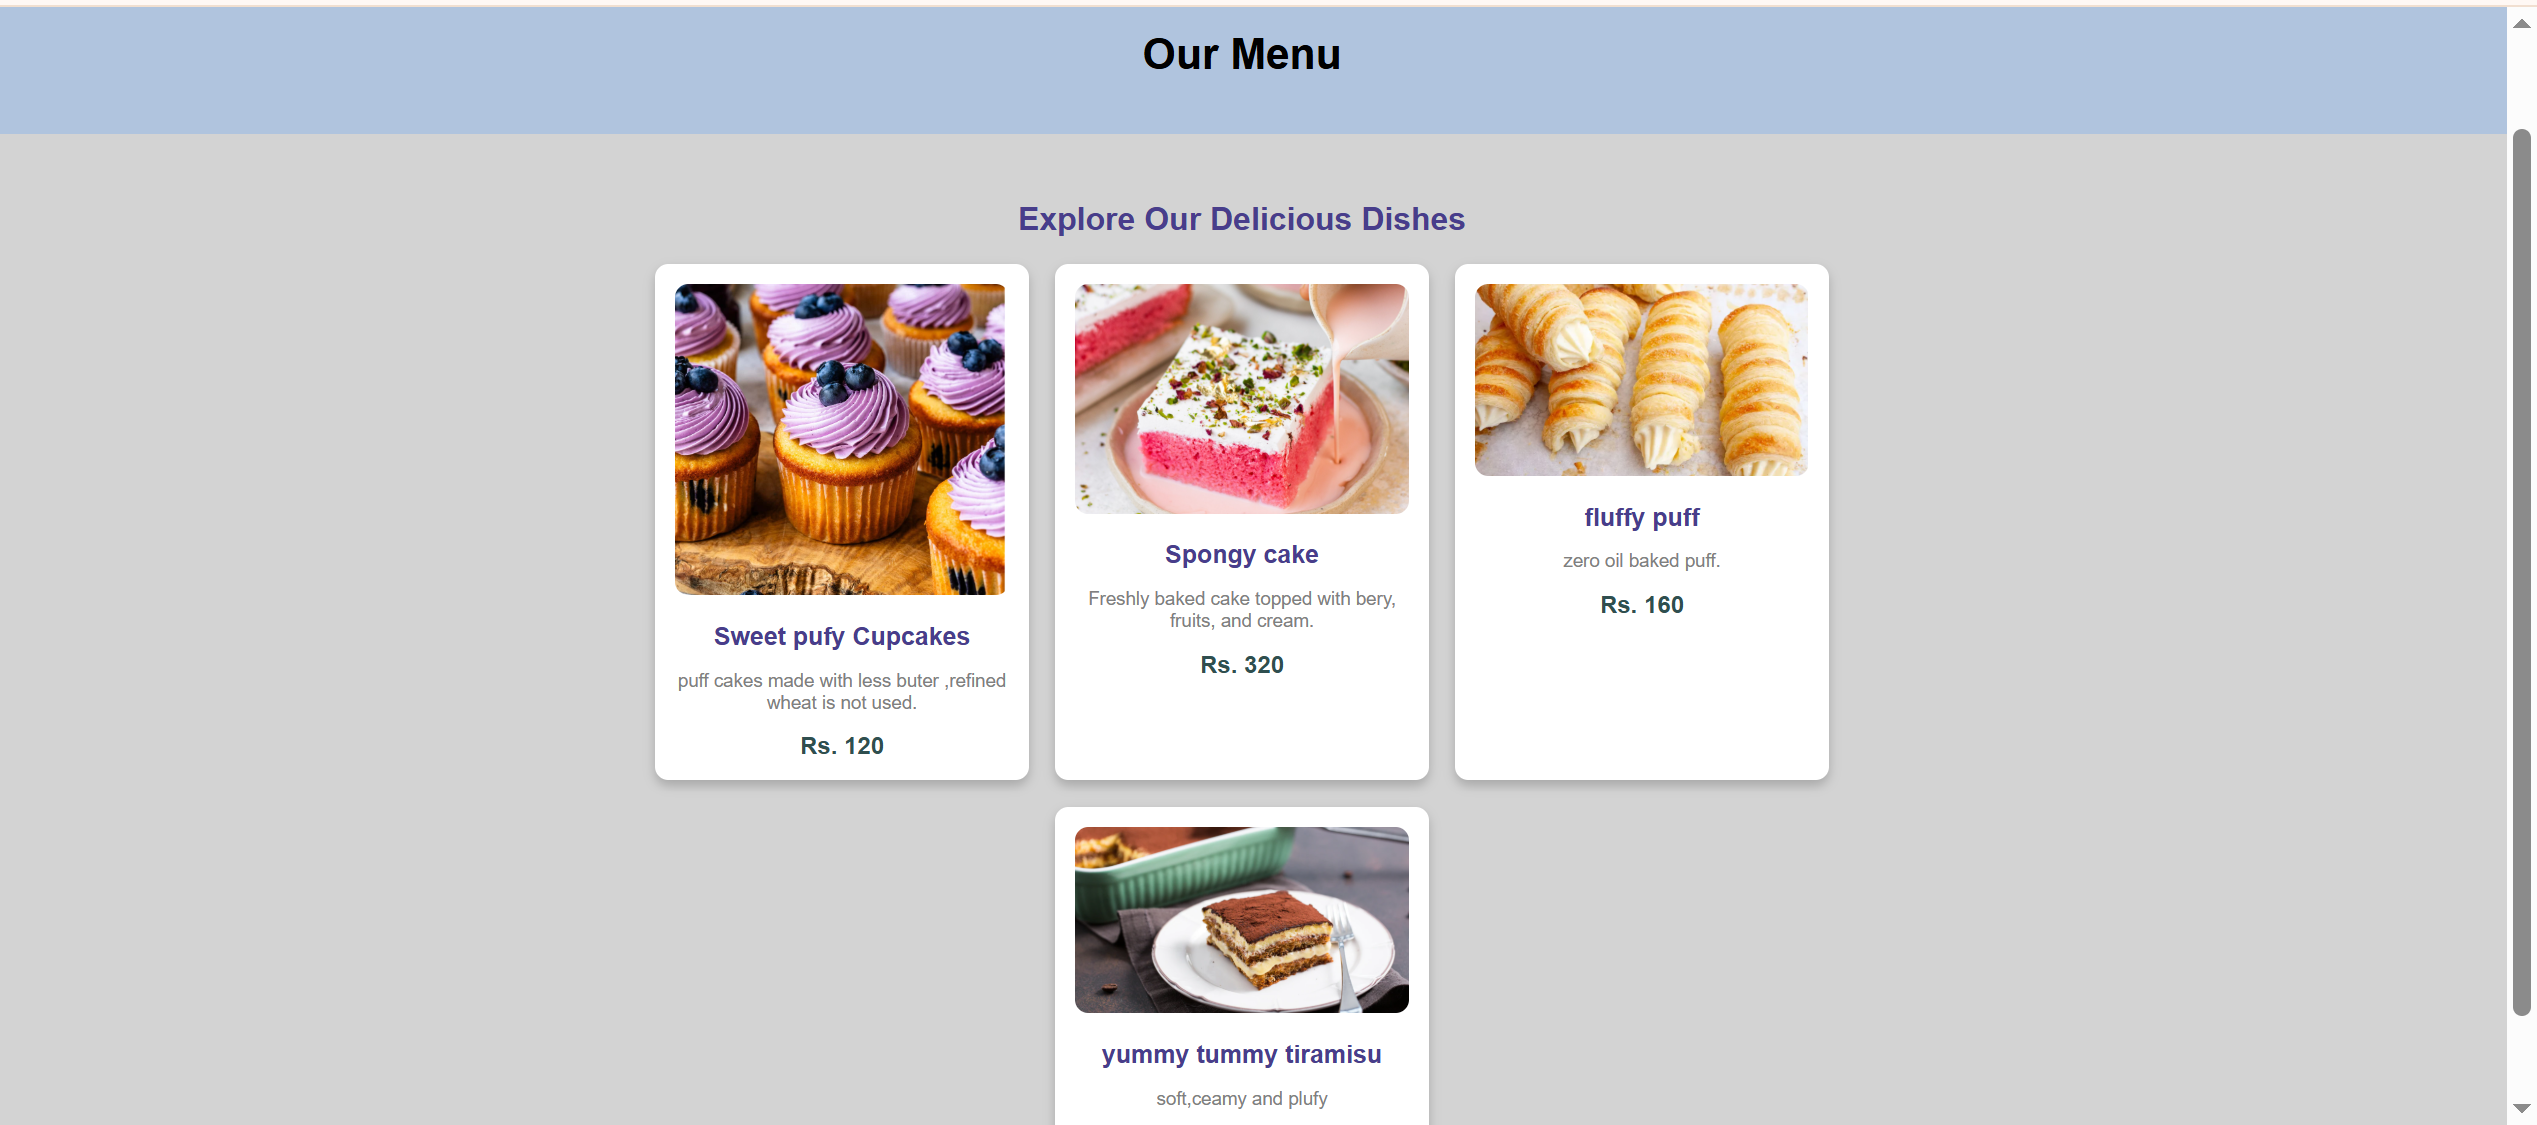 Our Menu
Explore Our Delicious Dishes
Sweet pufy Cupcakes
puff cakes made with less buter ,refined
wheat is not used.
Rs. 120
Spongy cake
Freshly baked cake topped with bery,
fruits, and cream.
Rs. 320
fluffy puff
zero oil baked puff.
Rs. 160
yummy tummy tiramisu
soft,ceamy and plufy